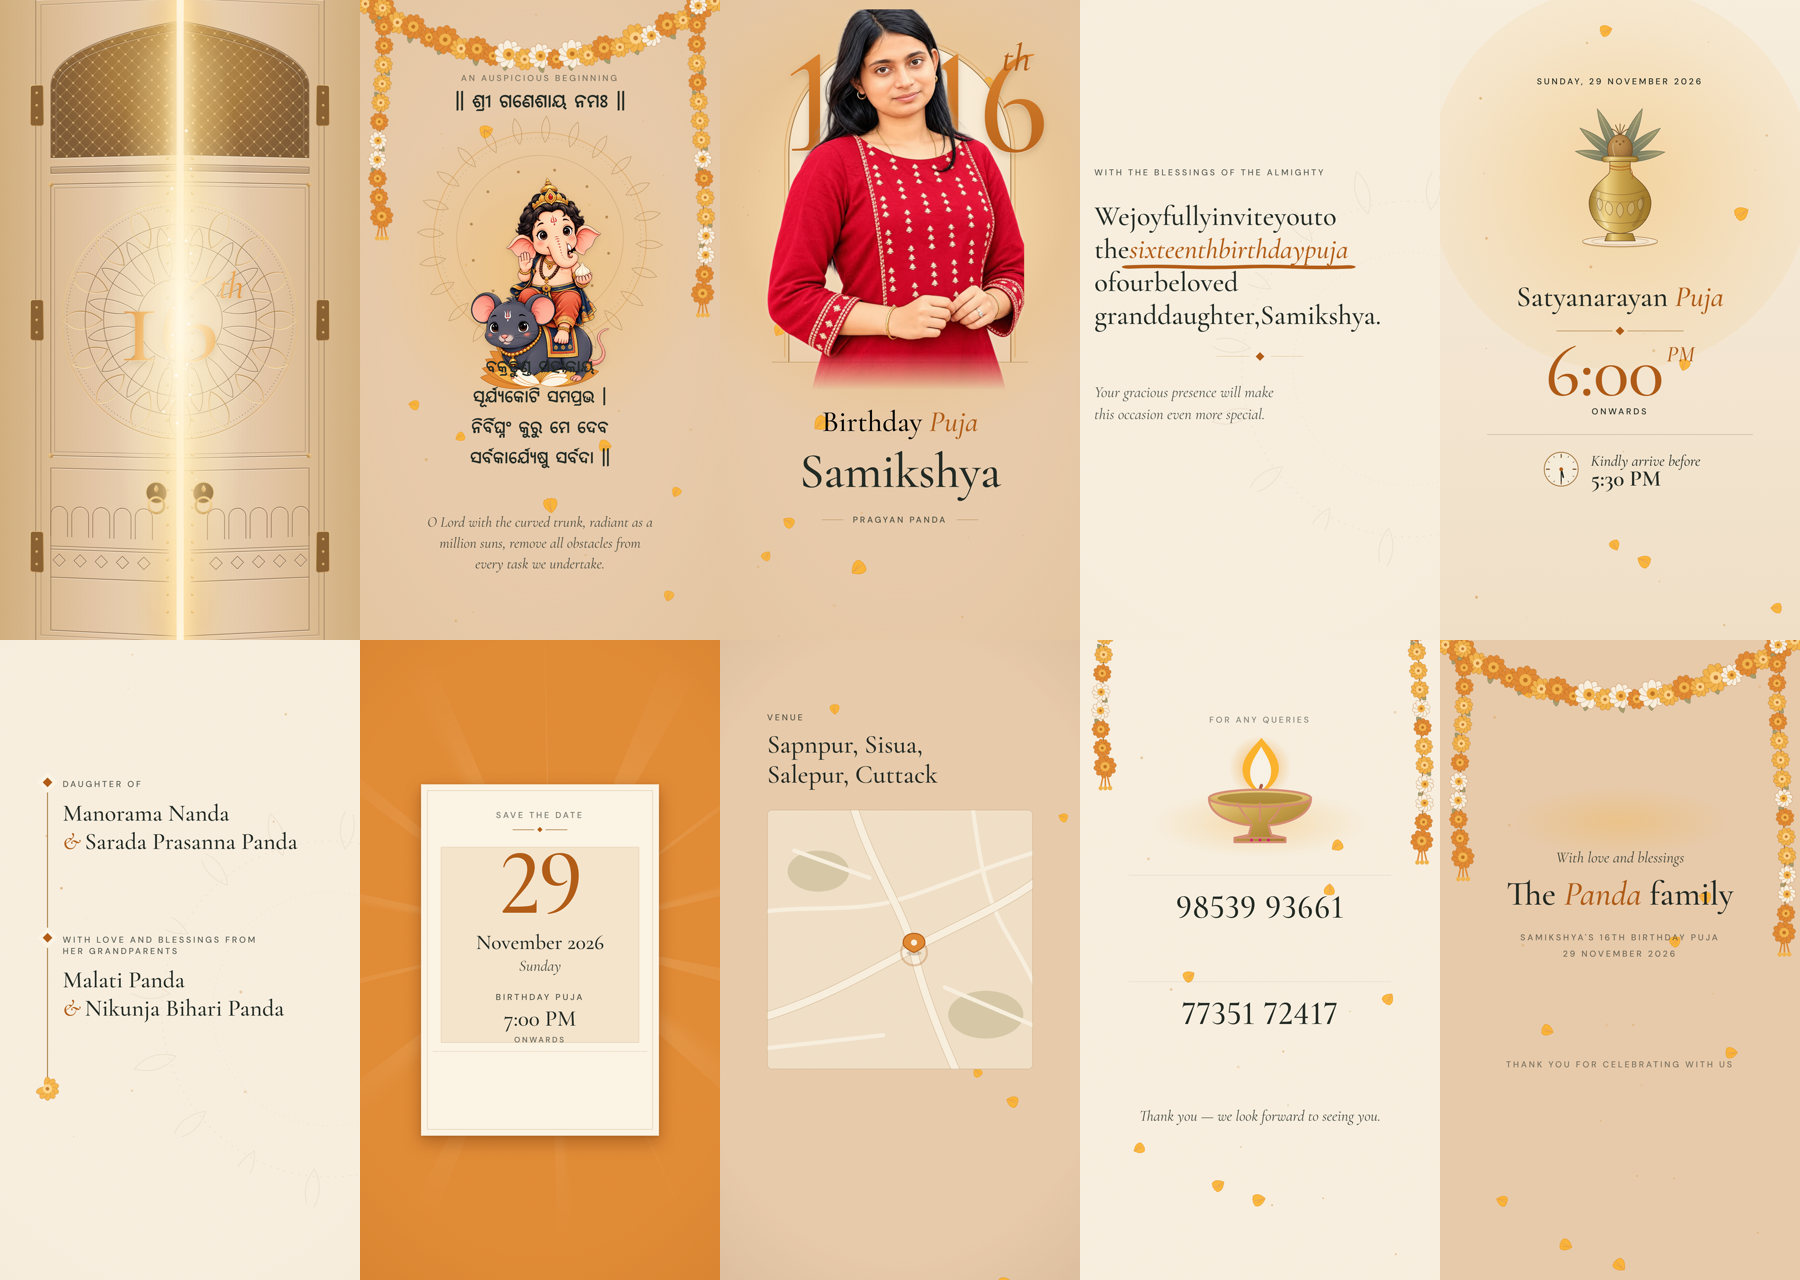 16th
AN AUSPICIOUS BEGINNING
|| ଶ୍ରୀ ଗଣେଶାୟ ନମଃ ||
ବକ୍ରତୁଣ୍ଡ ମହାକାୟ
ସୂର୍ଯ୍ୟକୋଟି ସମପ୍ରଭ |
ନିର୍ବିଘ୍ନଂ କୁରୁ ମେ ଦେବ
ସର୍ବକାର୍ଯ୍ୟେଷୁ ସର୍ବଦା ||
O Lord with the curved trunk, radiant as a
million suns, remove all obstacles from
every task we undertake.
16th
Birthday Puja
Samikshya
PRAGYAN PANDA
WITH THE BLESSINGS OF THE ALMIGHTY
Wejoyfullyinviteyouto
thesixteenthbirthdaypuja
ofourbeloved
granddaughter,Samikshya.
Your gracious presence will make
this occasion even more special.
SUNDAY, 29 NOVEMBER 2026
Satyanarayan Puja
6:00 PM
ONWARDS
Kindly arrive before
5:30 PM
DAUGHTER OF
Manorama Nanda
& Sarada Prasanna Panda
WITH LOVE AND BLESSINGS FROM
HER GRANDPARENTS
Malati Panda
& Nikunja Bihari Panda
SAVE THE DATE
29
November 2026
Sunday
BIRTHDAY PUJA
7:00 PM
ONWARDS
VENUE
Sapnpur, Sisua,
Salepur, Cuttack
FOR ANY QUERIES
98539 93661
77351 72417
Thank you — we look forward to seeing you.
With love and blessings
The Panda family
SAMIKSHYA'S 16TH BIRTHDAY PUJA
29 NOVEMBER 2026
THANK YOU FOR CELEBRATING WITH US